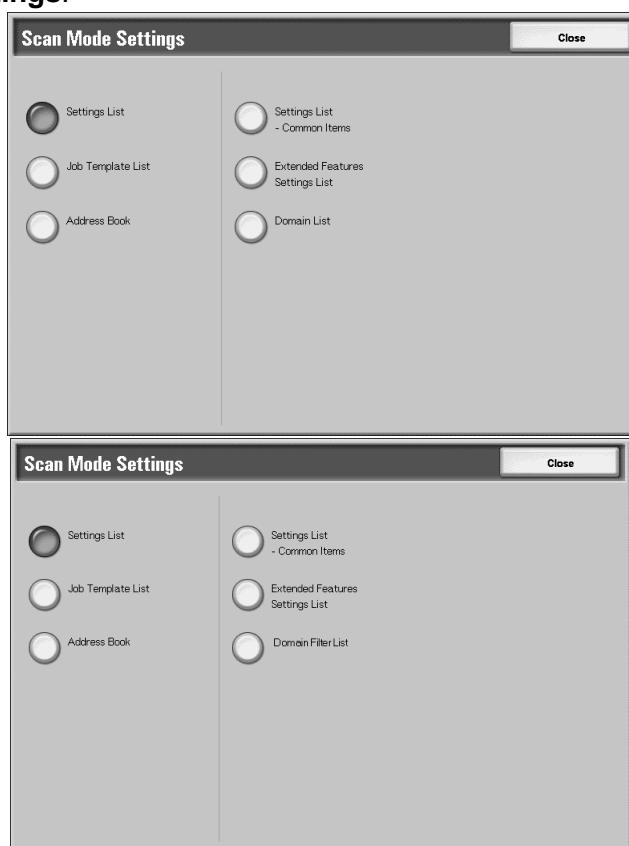 ings.
Scan Mode Settings
Close
Settings List
Job Template List
Address Book
Settings List
- Common Items
Extended Features
Settings List
Domain List
Scan Mode Settings
Close
Settings List
Job Template List
Address Book
Settings List
- Common Items
Extended Features
Settings List
Domain Filter List